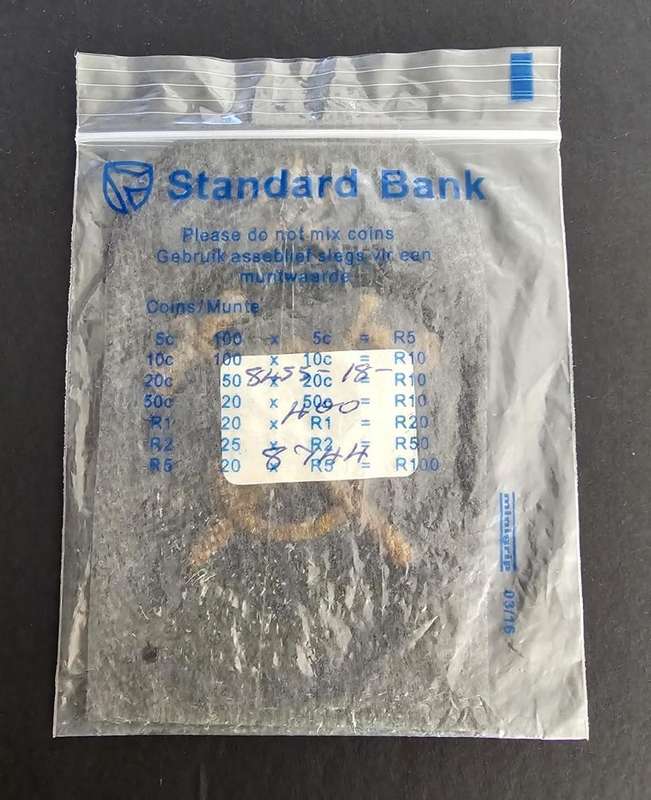 Standard Bank
Please do not mix coins
Gebruik asseblief slegs vir een
muntwaarde
Coins/Munte
5c 100 x 5c = R5
10c 100 x 10c = R10
20c 50 x 20c = R10
50c 20 x 50c = R10
R1 20 x R1 = R20
R2 25 x R2 = R50
R5 20 x R5 = R100
8455-18-
400
8744
minigrip 03/16